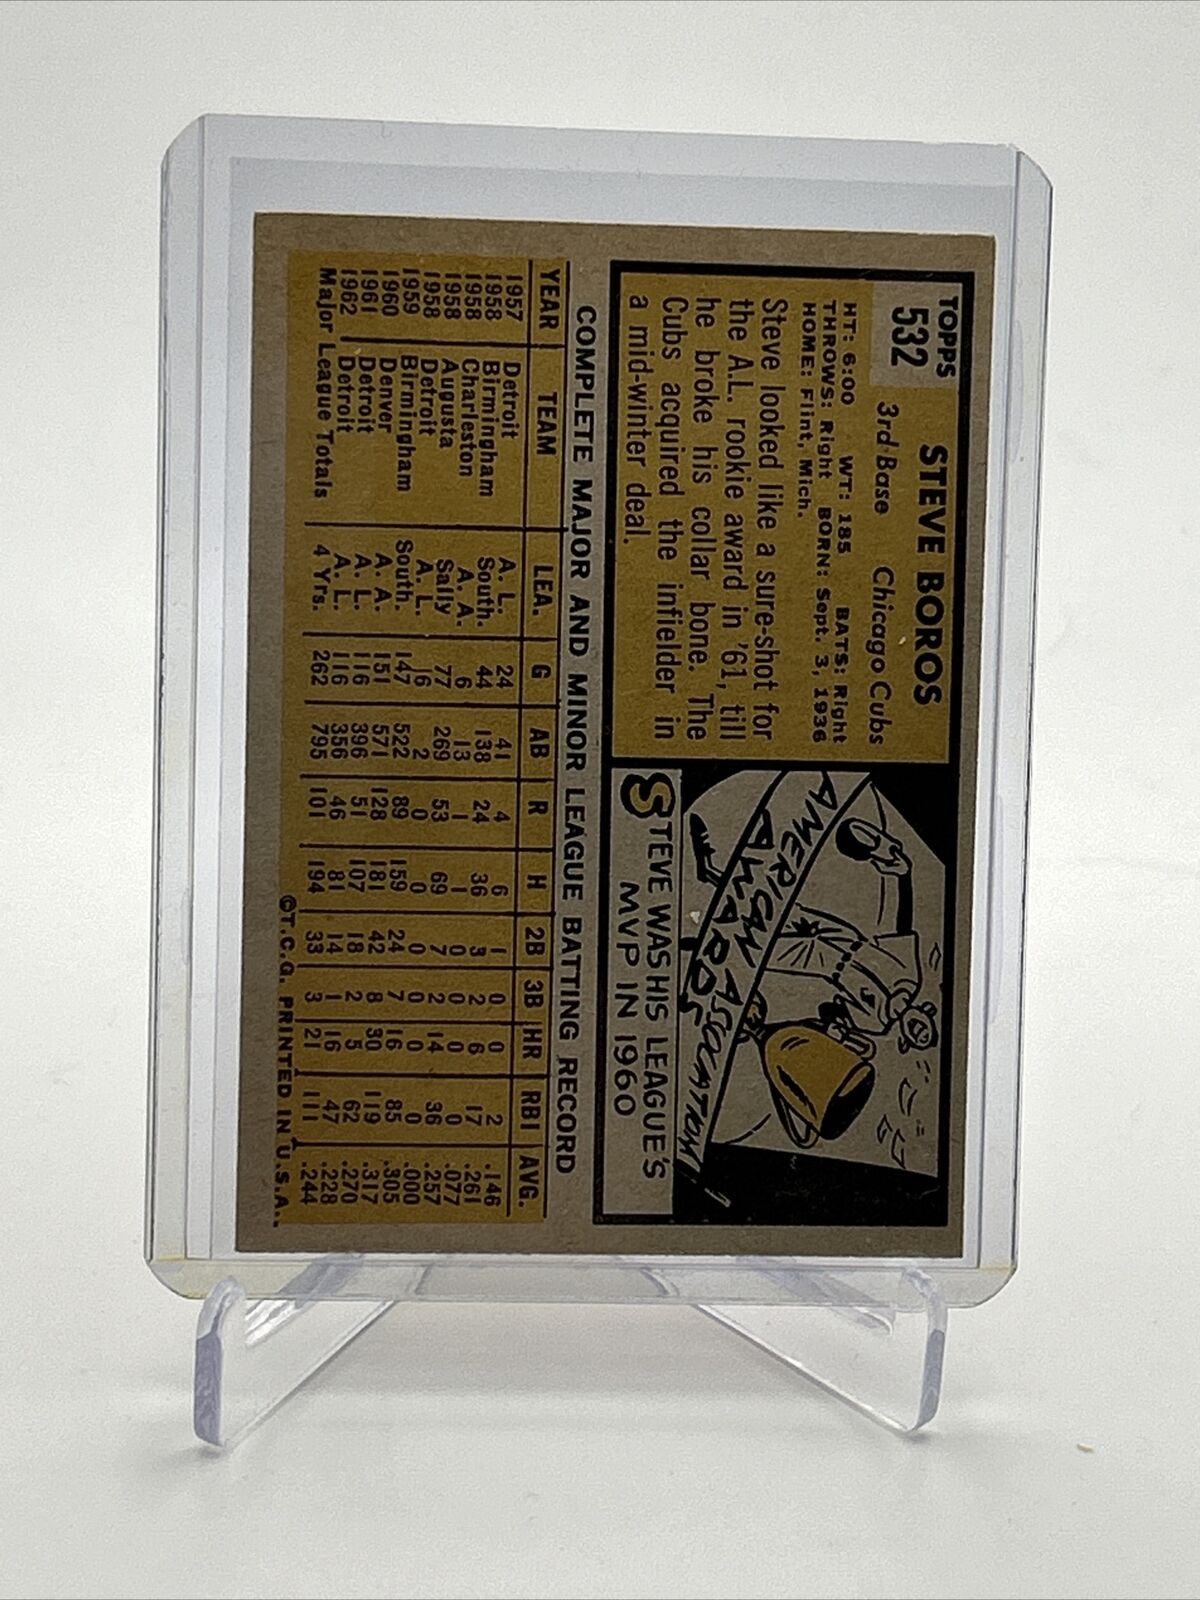 TOPPS
532
STEVE BOROS
3rd-Base Chicago Cubs
HT: 6:00 WT: 185 BATS: Right
THROWS: Right BORN: Sept. 3, 1936
HOME: Flint, Mich.
Steve looked like a sure-shot for
the A.L. rookie award in '61, till
he broke his collar bone. The
Cubs acquired the infielder in
a mid-winter deal.
AMERICAN ASSOCIATION
AWARDS
STEVE WAS HIS LEAGUE'S
MVP IN 1960
COMPLETE MAJOR AND MINOR LEAGUE BATTING RECORD
YEAR TEAM LEA. G AB R H 2B 3B HR RBI AVG.
1957 Detroit A. L. 24 41 4 6 1 0 0 2 .146
1958 Birmingham South. 44 138 24 36 3 2 6 17 .261
1958 Charleston A. A. 6 13 1 1 0 0 0 0 .077
1958 Augusta Sally 77 269 53 69 7 2 14 36 .257
1958 Detroit A. L. 6 2 0 0 0 0 0 0 .000
1959 Birmingham South. 147 522 89 159 24 7 16 85 .305
1960 Denver A. A. 151 571 128 181 42 8 30 119 .317
1961 Detroit A. L. 116 396 51 107 18 2 5 62 .270
1962 Detroit A. L. 116 356 46 81 14 1 16 47 .228
Major League Totals 4 Yrs. 262 795 101 194 33 3 21 111 .244
©T.C.G. PRINTED IN U.S.A.